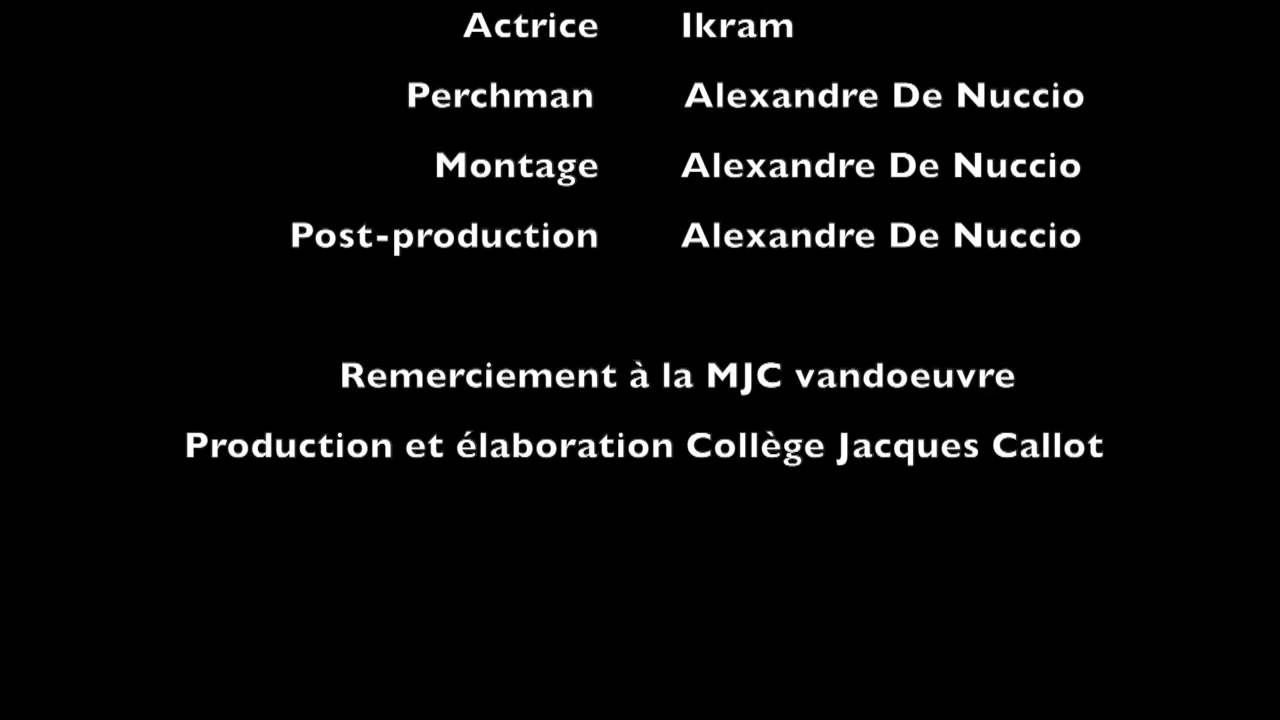 Actrice Ikram
Perchman Alexandre De Nuccio
Montage Alexandre De Nuccio
Post-production Alexandre De Nuccio
Remerciement à la MJC vandoeuvre
Production et élaboration Collège Jacques Callot